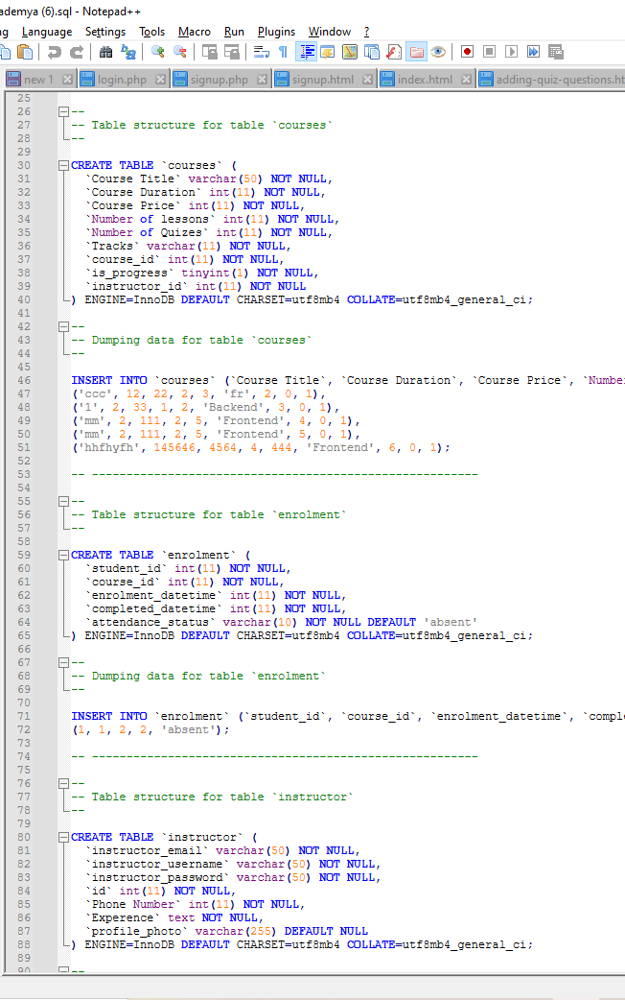 ademya (6).sql - Notepad++
ng Language Settings Tools Macro Run Plugins Window ?
new 1 login.php signup.php signup.html index.html adding-quiz-questions.ht
25
26 --
27 -- Table structure for table `courses`
28 --
29
30 CREATE TABLE `courses` (
31 `Course Title` varchar(50) NOT NULL,
32 `Course Duration` int(11) NOT NULL,
33 `Course Price` int(11) NOT NULL,
34 `Number of lessons` int(11) NOT NULL,
35 `Number of Quizes` int(11) NOT NULL,
36 `Tracks` varchar(11) NOT NULL,
37 `course_id` int(11) NOT NULL,
38 `is_progress` tinyint(1) NOT NULL,
39 `instructor_id` int(11) NOT NULL
40 ) ENGINE=InnoDB DEFAULT CHARSET=utf8mb4 COLLATE=utf8mb4_general_ci;
41
42 --
43 -- Dumping data for table `courses`
44 --
45
46 INSERT INTO `courses` (`Course Title`, `Course Duration`, `Course Price`, `Numbe
47 ('ccc', 12, 22, 2, 3, 'fr', 2, 0, 1),
48 ('1', 2, 33, 1, 2, 'Backend', 3, 0, 1),
49 ('mm', 2, 111, 2, 5, 'Frontend', 4, 0, 1),
50 ('mm', 2, 111, 2, 5, 'Frontend', 5, 0, 1),
51 ('hhfhyfh', 145646, 4564, 4, 444, 'Frontend', 6, 0, 1);
52
53 -- --------------------------------------------------------
54
55 --
56 -- Table structure for table `enrolment`
57 --
58
59 CREATE TABLE `enrolment` (
60 `student_id` int(11) NOT NULL,
61 `course_id` int(11) NOT NULL,
62 `enrolment_datetime` int(11) NOT NULL,
63 `completed_datetime` int(11) NOT NULL,
64 `attendance_status` varchar(10) NOT NULL DEFAULT 'absent'
65 ) ENGINE=InnoDB DEFAULT CHARSET=utf8mb4 COLLATE=utf8mb4_general_ci;
66
67 --
68 -- Dumping data for table `enrolment`
69 --
70
71 INSERT INTO `enrolment` (`student_id`, `course_id`, `enrolment_datetime`, `compl
72 (1, 1, 2, 2, 'absent');
73
74 -- --------------------------------------------------------
75
76 --
77 -- Table structure for table `instructor`
78 --
79
80 CREATE TABLE `instructor` (
81 `instructor_email` varchar(50) NOT NULL,
82 `instructor_username` varchar(50) NOT NULL,
83 `instructor_password` varchar(50) NOT NULL,
84 `id` int(11) NOT NULL,
85 `Phone Number` int(11) NOT NULL,
86 `Experence` text NOT NULL,
87 `profile_photo` varchar(255) DEFAULT NULL
88 ) ENGINE=InnoDB DEFAULT CHARSET=utf8mb4 COLLATE=utf8mb4_general_ci;
89
90 --